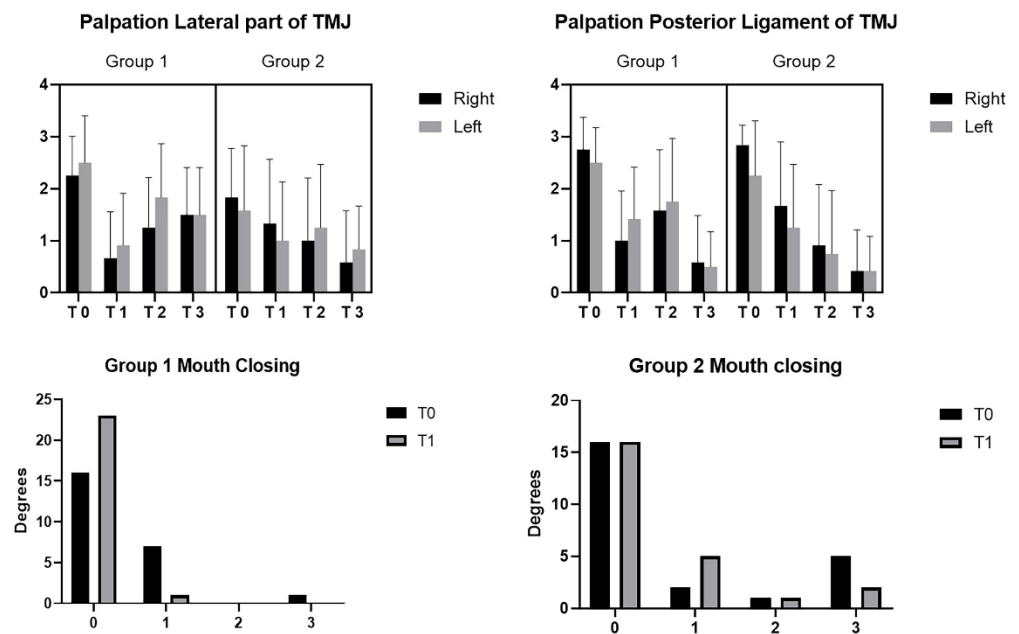 Palpation Lateral part of TMJ
Group 1 Group 2
4
3
2
1
0
T 0 T 1 T 2 T 3 T 0 T 1 T 2 T 3
Right
Left
Palpation Posterior Ligament of TMJ
Group 1 Group 2
4
3
2
1
0
T 0 T 1 T 2 T 3 T 0 T 1 T 2 T 3
Right
Left
Group 1 Mouth Closing
Degrees
25
20
15
10
5
0
0 1 2 3
T0
T1
Group 2 Mouth closing
Degrees
20
15
10
5
0
0 1 2 3
T0
T1